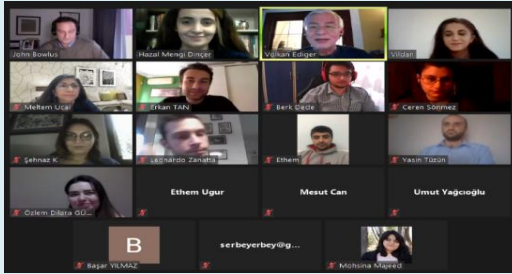 John Bowlus
Hazal Mengi Dinçer
Volkan Ediger
Vildan
Meltem Ucal
Erkan TAN
Berk Dede
Ceren Sönmez
Şehnaz K
Leonardo Zanatta
Ethem
Yasin Tüzün
Özlem Dilara GÜ...
Ethem Ugur
Mesut Can
Umut Yağcıoğlu
B
Başar YILMAZ
serbeyerbey@g...
Mohsina Majeed